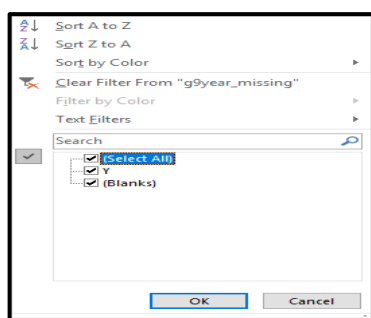 Sort A to Z
Sort Z to A
Sort by Color
Clear Filter From "g9year_missing"
Filter by Color
Text Filters
Search
(Select All)
Y
(Blanks)
OK Cancel